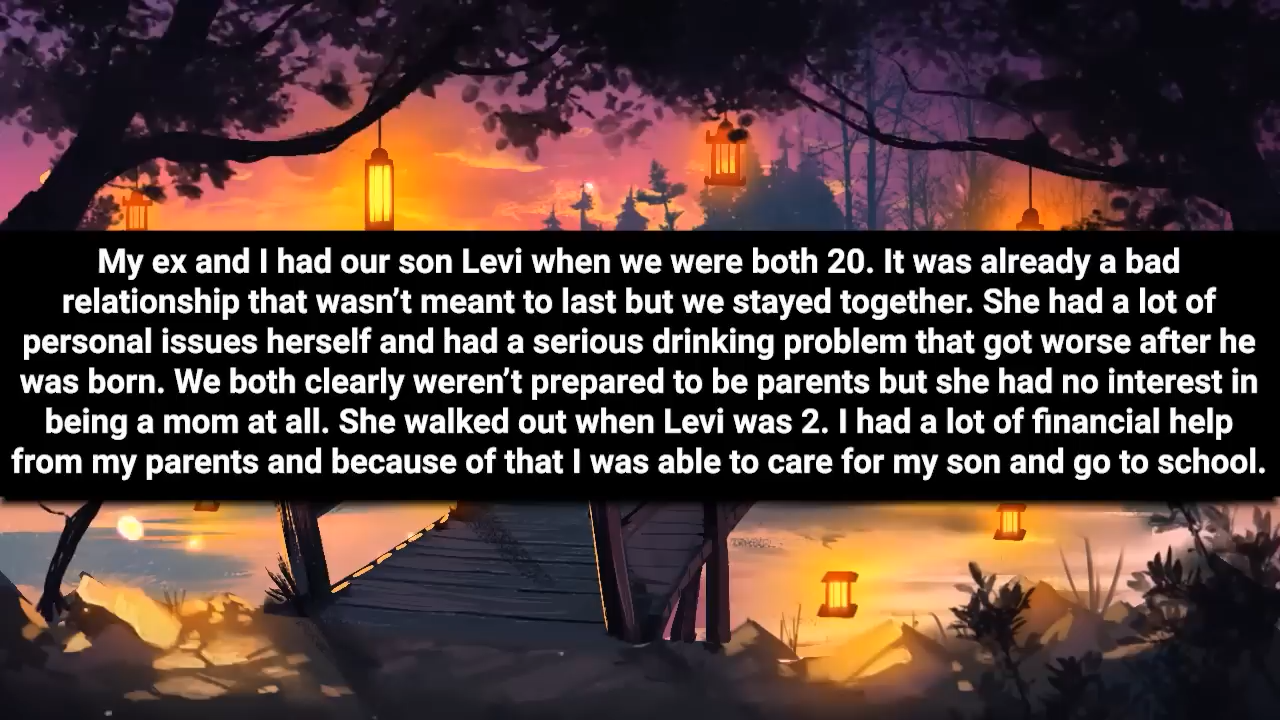 My ex and I had our son Levi when we were both 20. It was already a bad
relationship that wasn’t meant to last but we stayed together. She had a lot of
personal issues herself and had a serious drinking problem that got worse after he
was born. We both clearly weren’t prepared to be parents but she had no interest in
being a mom at all. She walked out when Levi was 2. I had a lot of financial help
from my parents and because of that I was able to care for my son and go to school.